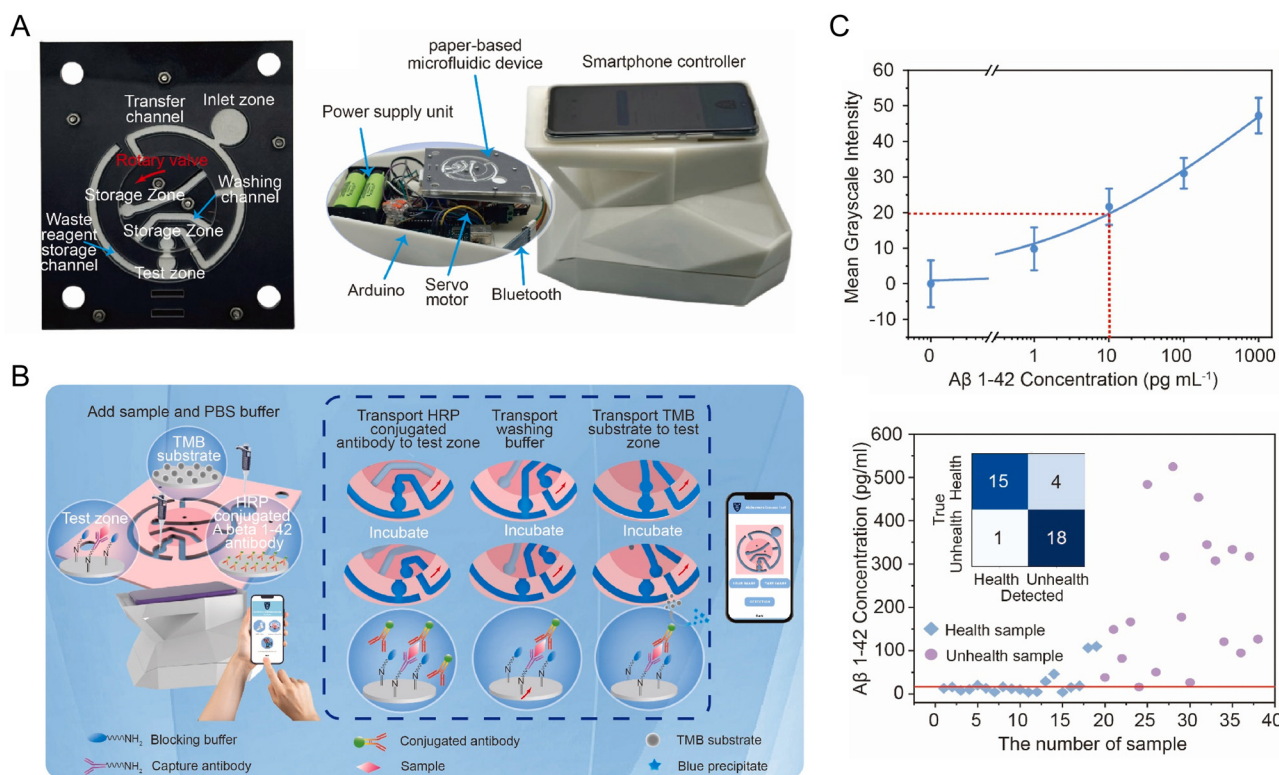 A
Transfer
channel
Inlet zone
Rotary valve
Storage Zone
Washing
channel
Storage Zone
Waste
reagent
storage
channel
Test zone
paper-based
microfluidic device
Smartphone controller
Power supply unit
Arduino
Servo
motor
Bluetooth
B
Add sample and PBS buffer
TMB
substrate
Test zone
HRP
conjugated
A beta 1-42
antibody
N N N
Transport HRP
conjugated
antibody to test zone
Transport
washing
buffer
Transport TMB
substrate to test
zone
Incubate
Incubate
Incubate
N N N
N N N
N N N
NH2 Blocking buffer
NH2 Capture antibody
Conjugated antibody
Sample
TMB substrate
Blue precipitate
C
Mean Grayscale Intensity
60
50
40
30
20
10
0
-10
0 1 10 100 1000
Aβ 1-42 Concentration (pg mL-1)
Aβ 1-42 Concentration (pg/ml)
600
500
400
300
200
100
0
True
Unhealth Health
15 4
1 18
Health Unhealth
Detected
Health sample
Unhealth sample
0 5 10 15 20 25 30 35 40
The number of sample